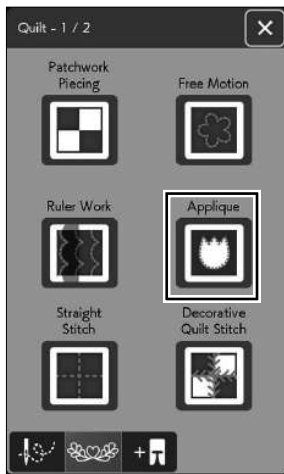 Quilt - 1 / 2
Patchwork
Piecing
Free Motion
Ruler Work
Applique
Straight
Stitch
Decorative
Quilt Stitch
+